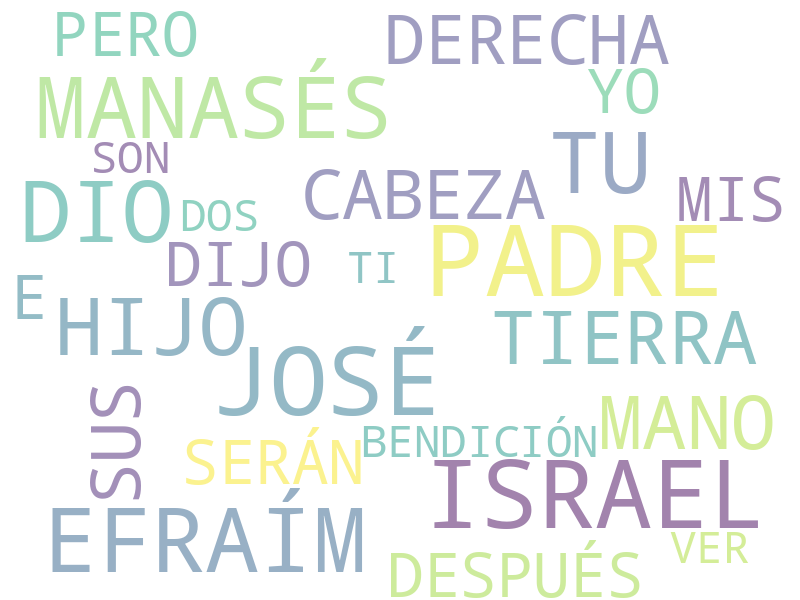 PERO
DERECHA
MANASÉS
YO
SON
TU
DIO
DOS
CABEZA
MIS
DIJO
TI
PADRE
E
HIJO
TIERRA
JOSÉ
SUS
MANO
SERÁN
BENDICIÓN
ISRAEL
EFRAÍM
DESPUÉS
VER